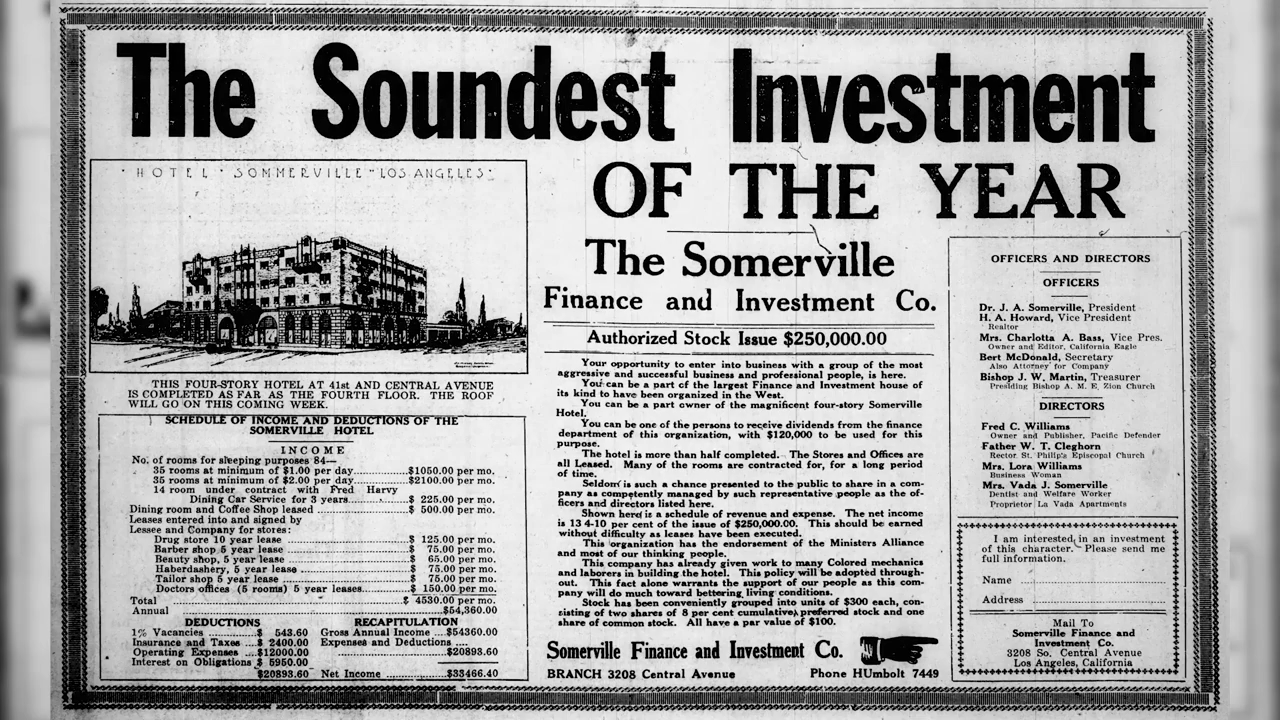 The Soundest Investment
OF THE YEAR
· HOTEL · SOMMERVILLE · LOS ANGELES ·
THIS FOUR-STORY HOTEL AT 41st AND CENTRAL AVENUE
IS COMPLETED AS FAR AS THE FOURTH FLOOR. THE ROOF
WILL GO ON THIS COMING WEEK.
SCHEDULE OF INCOME AND DEDUCTIONS OF THE
SOMERVILLE HOTEL
INCOME
No. of rooms for sleeping purposes 84—
35 rooms at minimum of $1.00 per day..........$1050.00 per mo.
35 rooms at minimum of $2.00 per day..........$2100.00 per mo.
14 room under contract with Fred Harvy
Dining Car Service for 3 years..........$ 225.00 per mo.
Dining room and Coffee Shop leased..........$ 500.00 per mo.
Leases entered into and signed by
Lessee and Company for stores:
Drug store 10 year lease..........$ 125.00 per mo.
Barber shop 5 year lease..........$ 75.00 per mo.
Beauty shop, 5 year lease..........$ 65.00 per mo.
Haberdashery, 5 year lease..........$ 75.00 per mo.
Tailor shop 5 year lease..........$ 75.00 per mo.
Doctors offices (5 rooms) 5 year leases..........$ 150.00 per mo.
Total..........$ 4530.00 per mo.
Annual..........$54,360.00
DEDUCTIONS
1% Vacancies..........$ 543.60
Insurance and Taxes....$ 2400.00
Operating Expenses....$12000.00
Interest on Obligations $ 5950.00
$20893.60
RECAPITULATION
Gross Annual Income....$54360.00
Expenses and Deductions....
..........$20893.60
Net Income..........$33466.40
The Somerville
Finance and Investment Co.
Authorized Stock Issue $250,000.00
Your opportunity to enter into business with a group of the most
aggressive and successful business and professional people, is here.
You can be a part of the largest Finance and Investment house of
its kind to have been organized in the West.
You can be a part owner of the magnificent four-story Somerville
Hotel.
You can be one of the persons to receive dividends from the finance
department of this organization, with $120,000 to be used for this
purpose.
The hotel is more than half completed. The Stores and Offices are
all Leased. Many of the rooms are contracted for, for a long period
of time.
Seldom is such a chance presented to the public to share in a com-
pany as competently managed by such representative people as the of-
ficers and directors listed here.
Shown here is a schedule of revenue and expense. The net income
is 13 4-10 per cent of the issue of $250,000.00. This should be earned
without difficulty as leases have been executed.
This organization has the endorsement of the Ministers Alliance
and most of our thinking people.
This company has already given work to many Colored mechanics
and laborers in building the hotel. This policy will be adopted through-
out. This fact alone warrants the support of our people as this com-
pany will do much toward bettering living conditions.
Stock has been conveniently grouped into units of $300 each, con-
sisting of two shares of 8 per cent cumulative preferred stock and one
share of common stock. All have a par value of $100.
Somerville Finance and Investment Co.
BRANCH 3208 Central Avenue Phone HUmbolt 7449
OFFICERS AND DIRECTORS
OFFICERS
Dr. J. A. Somerville, President
H. A. Howard, Vice President
Realtor
Mrs. Charlotta A. Bass, Vice Pres.
Owner and Editor, California Eagle
Bert McDonald, Secretary
Also Attorney for Company
Bishop J. W. Martin, Treasurer
Presiding Bishop A. M. E. Zion Church
DIRECTORS
Fred C. Williams
Owner and Publisher, Pacific Defender
Father W. T. Cleghorn
Rector St. Philip's Episcopal Church
Mrs. Lora Williams
Business Woman
Mrs. Vada J. Somerville
Dentist and Welfare Worker
Proprietor La Vada Apartments
I am interested in an investment
of this character. Please send me
full information.
Name
Address
Mail To
Somerville Finance and
Investment Co.
3208 So. Central Avenue
Los Angeles, California